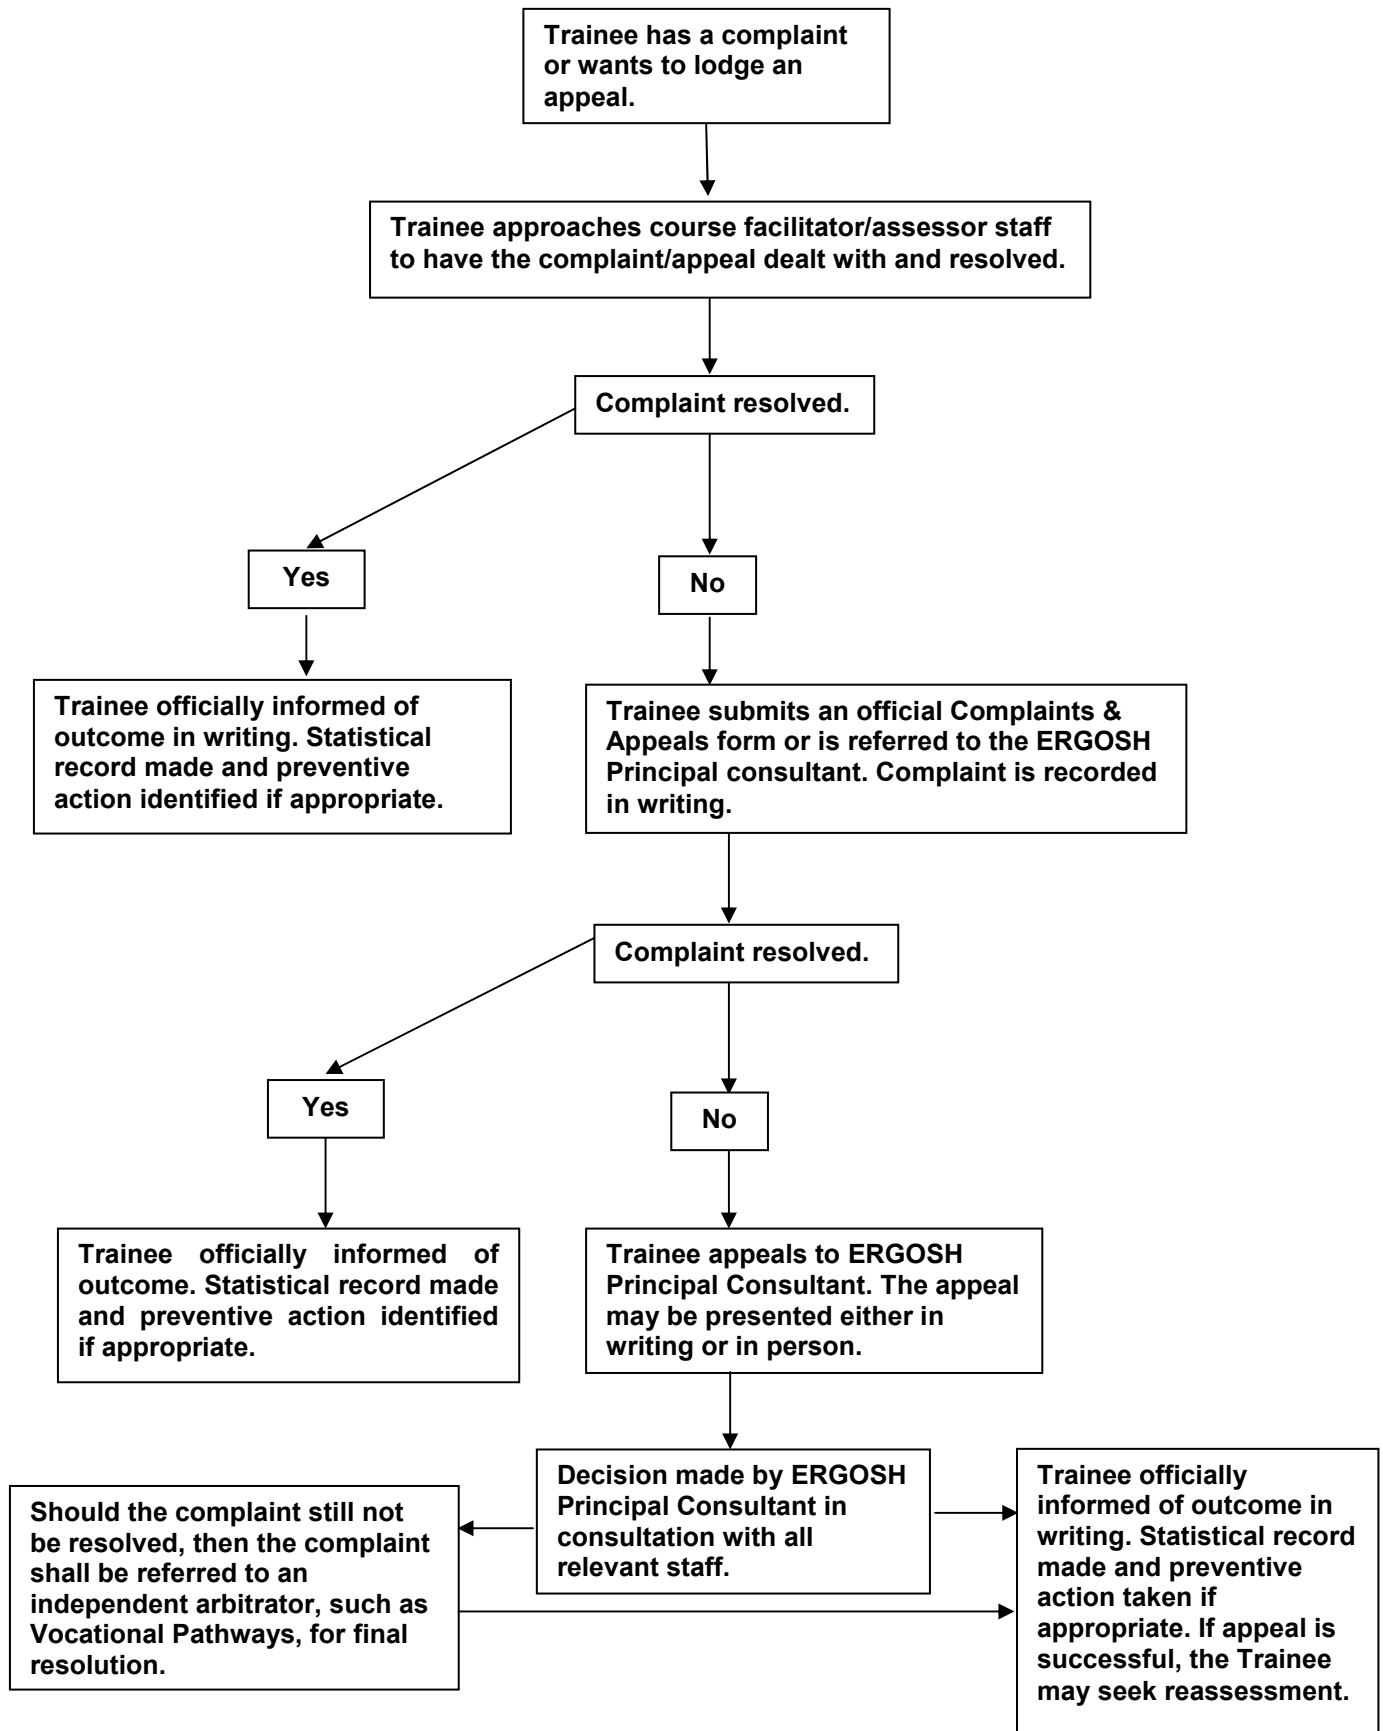 Trainee has a complaint
or wants to lodge an
appeal.
Trainee approaches course facilitator/assessor staff
to have the complaint/appeal dealt with and resolved.
Complaint resolved.
Yes
No
Trainee officially informed of
outcome in writing. Statistical
record made and preventive
action identified if appropriate.
Trainee submits an official Complaints &
Appeals form or is referred to the ERGOSH
Principal consultant. Complaint is recorded
in writing.
Complaint resolved.
Yes
No
Trainee officially informed of
outcome. Statistical record made
and preventive action identified
if appropriate.
Trainee appeals to ERGOSH
Principal Consultant. The appeal
may be presented either in
writing or in person.
Decision made by ERGOSH
Principal Consultant in
consultation with all
relevant staff.
Should the complaint still not
be resolved, then the complaint
shall be referred to an
independent arbitrator, such as
Vocational Pathways, for final
resolution.
Trainee officially
informed of outcome in
writing. Statistical record
made and preventive
action taken if
appropriate. If appeal is
successful, the Trainee
may seek reassessment.